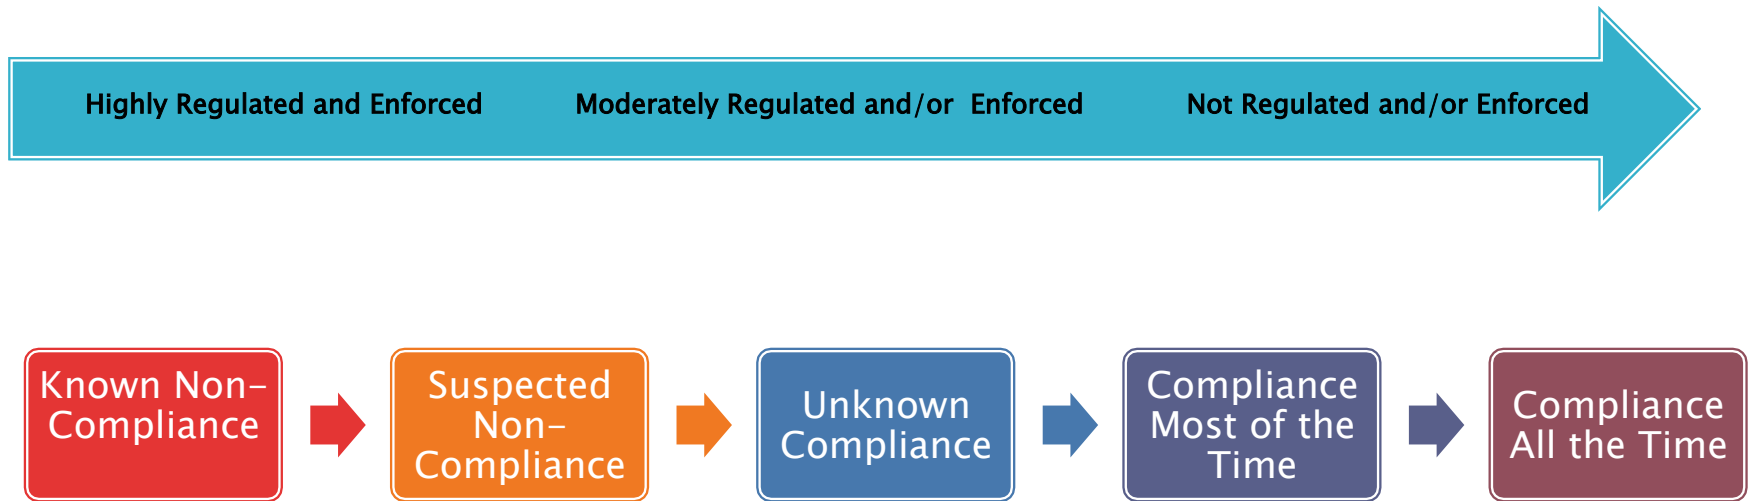 Highly Regulated and Enforced
Moderately Regulated and/or  Enforced
Not Regulated and/or Enforced
Known Non-
Compliance
Suspected
Non-
Compliance
Unknown
Compliance
Compliance
Most of the
Time
Compliance
All the Time